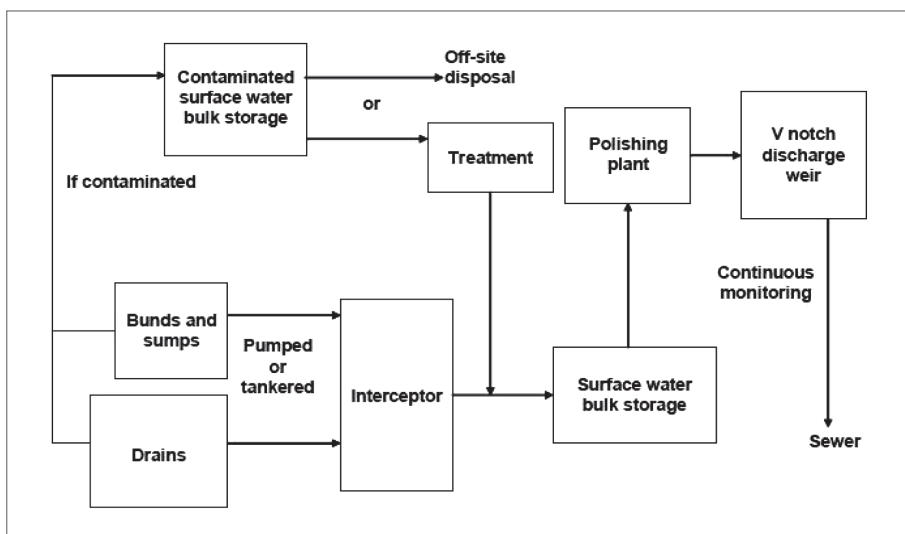 Contaminated
surface water
bulk storage
Off-site
disposal
or
Treatment
Polishing
plant
V notch
discharge
weir
If contaminated
Continuous
monitoring
Bunds and
sumps
Pumped
or
tankered
Interceptor
Surface water
bulk storage
Drains
Sewer